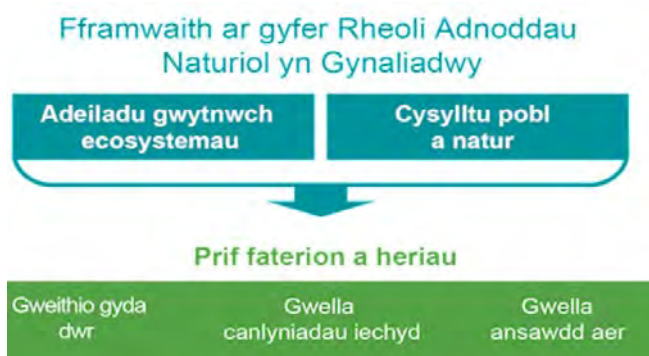 Fframwaith ar gyfer Rheoli Adnoddau
Naturiol yn Gynaliadwy
Adeiladu gwytnwch
ecosystemau
Cysylltu pobl
a natur
Prif faterion a heriau
Gweithio gyda
dwr
Gwella
canlyniadau iechyd
Gwella
ansawdd aer